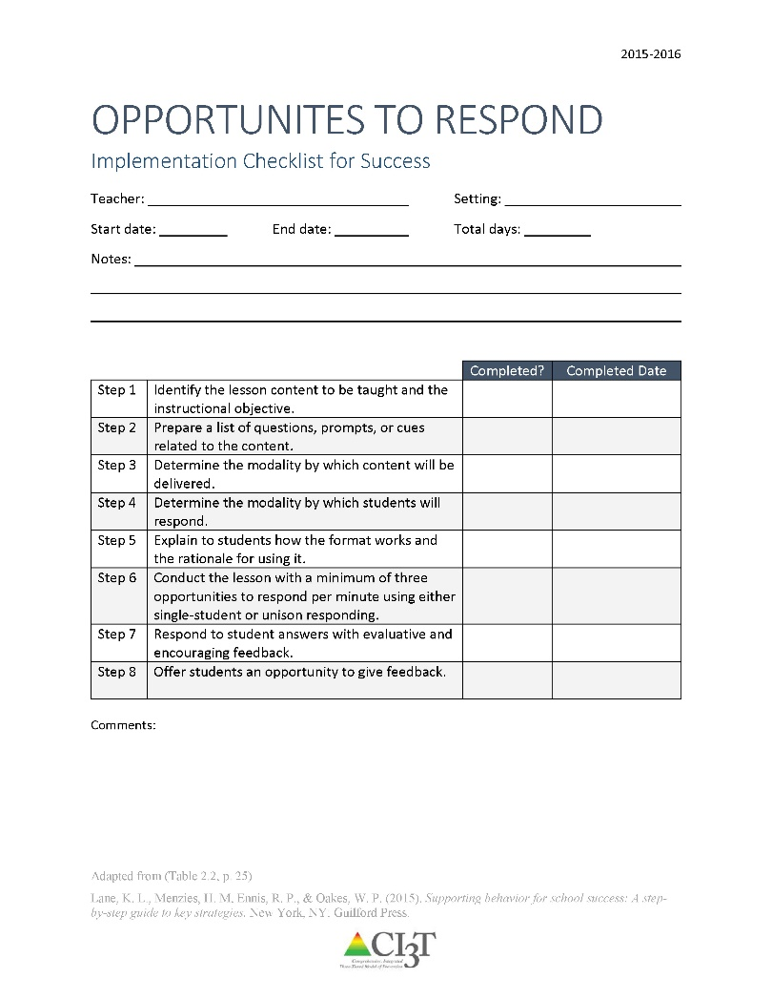 2015-2016
OPPORTUNITES TO RESPOND
Implementation Checklist for Success
Teacher: Setting:
Start date: End date: Total days:
Notes:
Completed? Completed Date
Step 1 Identify the lesson content to be taught and the
instructional objective.
Step 2 Prepare a list of questions, prompts, or cues
related to the content.
Step 3 Determine the modality by which content will be
delivered.
Step 4 Determine the modality by which students will
respond.
Step 5 Explain to students how the format works and
the rationale for using it.
Step 6 Conduct the lesson with a minimum of three
opportunities to respond per minute using either
single-student or unison responding.
Step 7 Respond to student answers with evaluative and
encouraging feedback.
Step 8 Offer students an opportunity to give feedback.
Comments:
Adapted from (Table 2.2, p. 25)
Lane, K. L., Menzies, H. M, Ennis, R. P., & Oakes, W. P. (2015). Supporting behavior for school success: A step-
by-step guide to key strategies. New York, NY: Guilford Press.
CI3T
Comprehensive, Integrated
Three-Tiered Model of Prevention